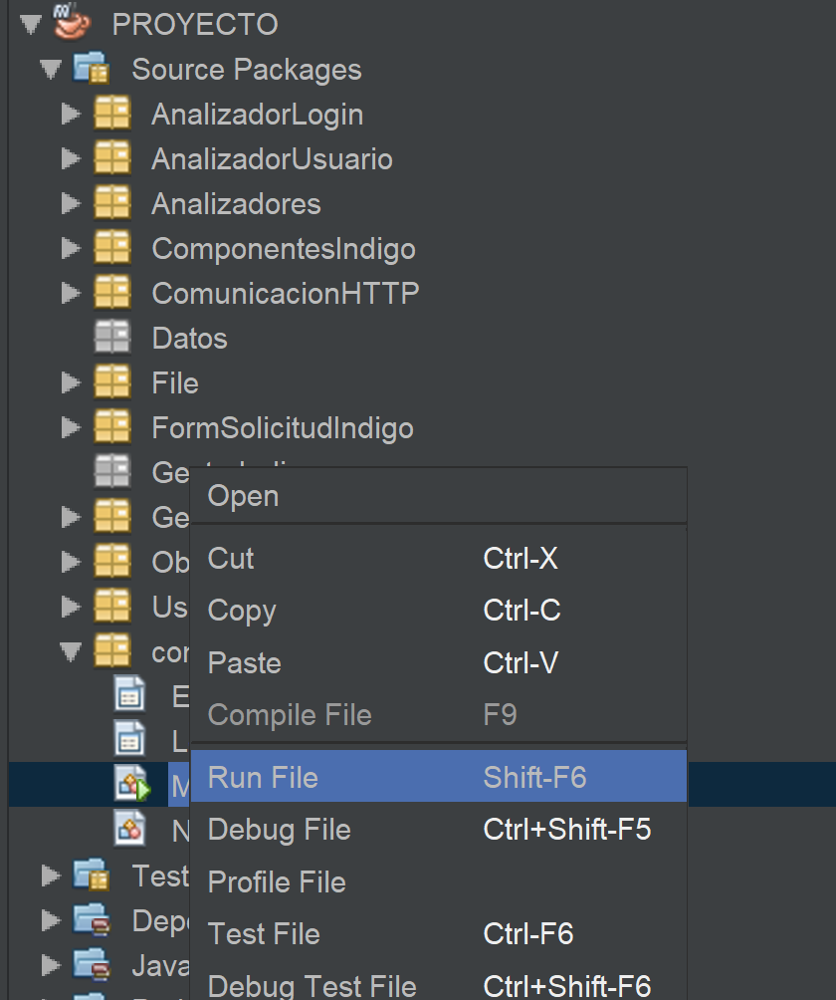 PROYECTO
Source Packages
AnalizadorLogin
AnalizadorUsuario
Analizadores
ComponentesIndigo
ComunicacionHTTP
Datos
File
FormSolicitudIndigo
Ge
Open
Ge
Cut Ctrl-X
Ob
Copy Ctrl-C
Us
Paste Ctrl-V
E
Compile File F9
L
Run File Shift-F6
M
Debug File Ctrl+Shift-F5
N
Test
Profile File
Depe
Test File Ctrl-F6
Java
Debug Test File Ctrl+Shift-F6